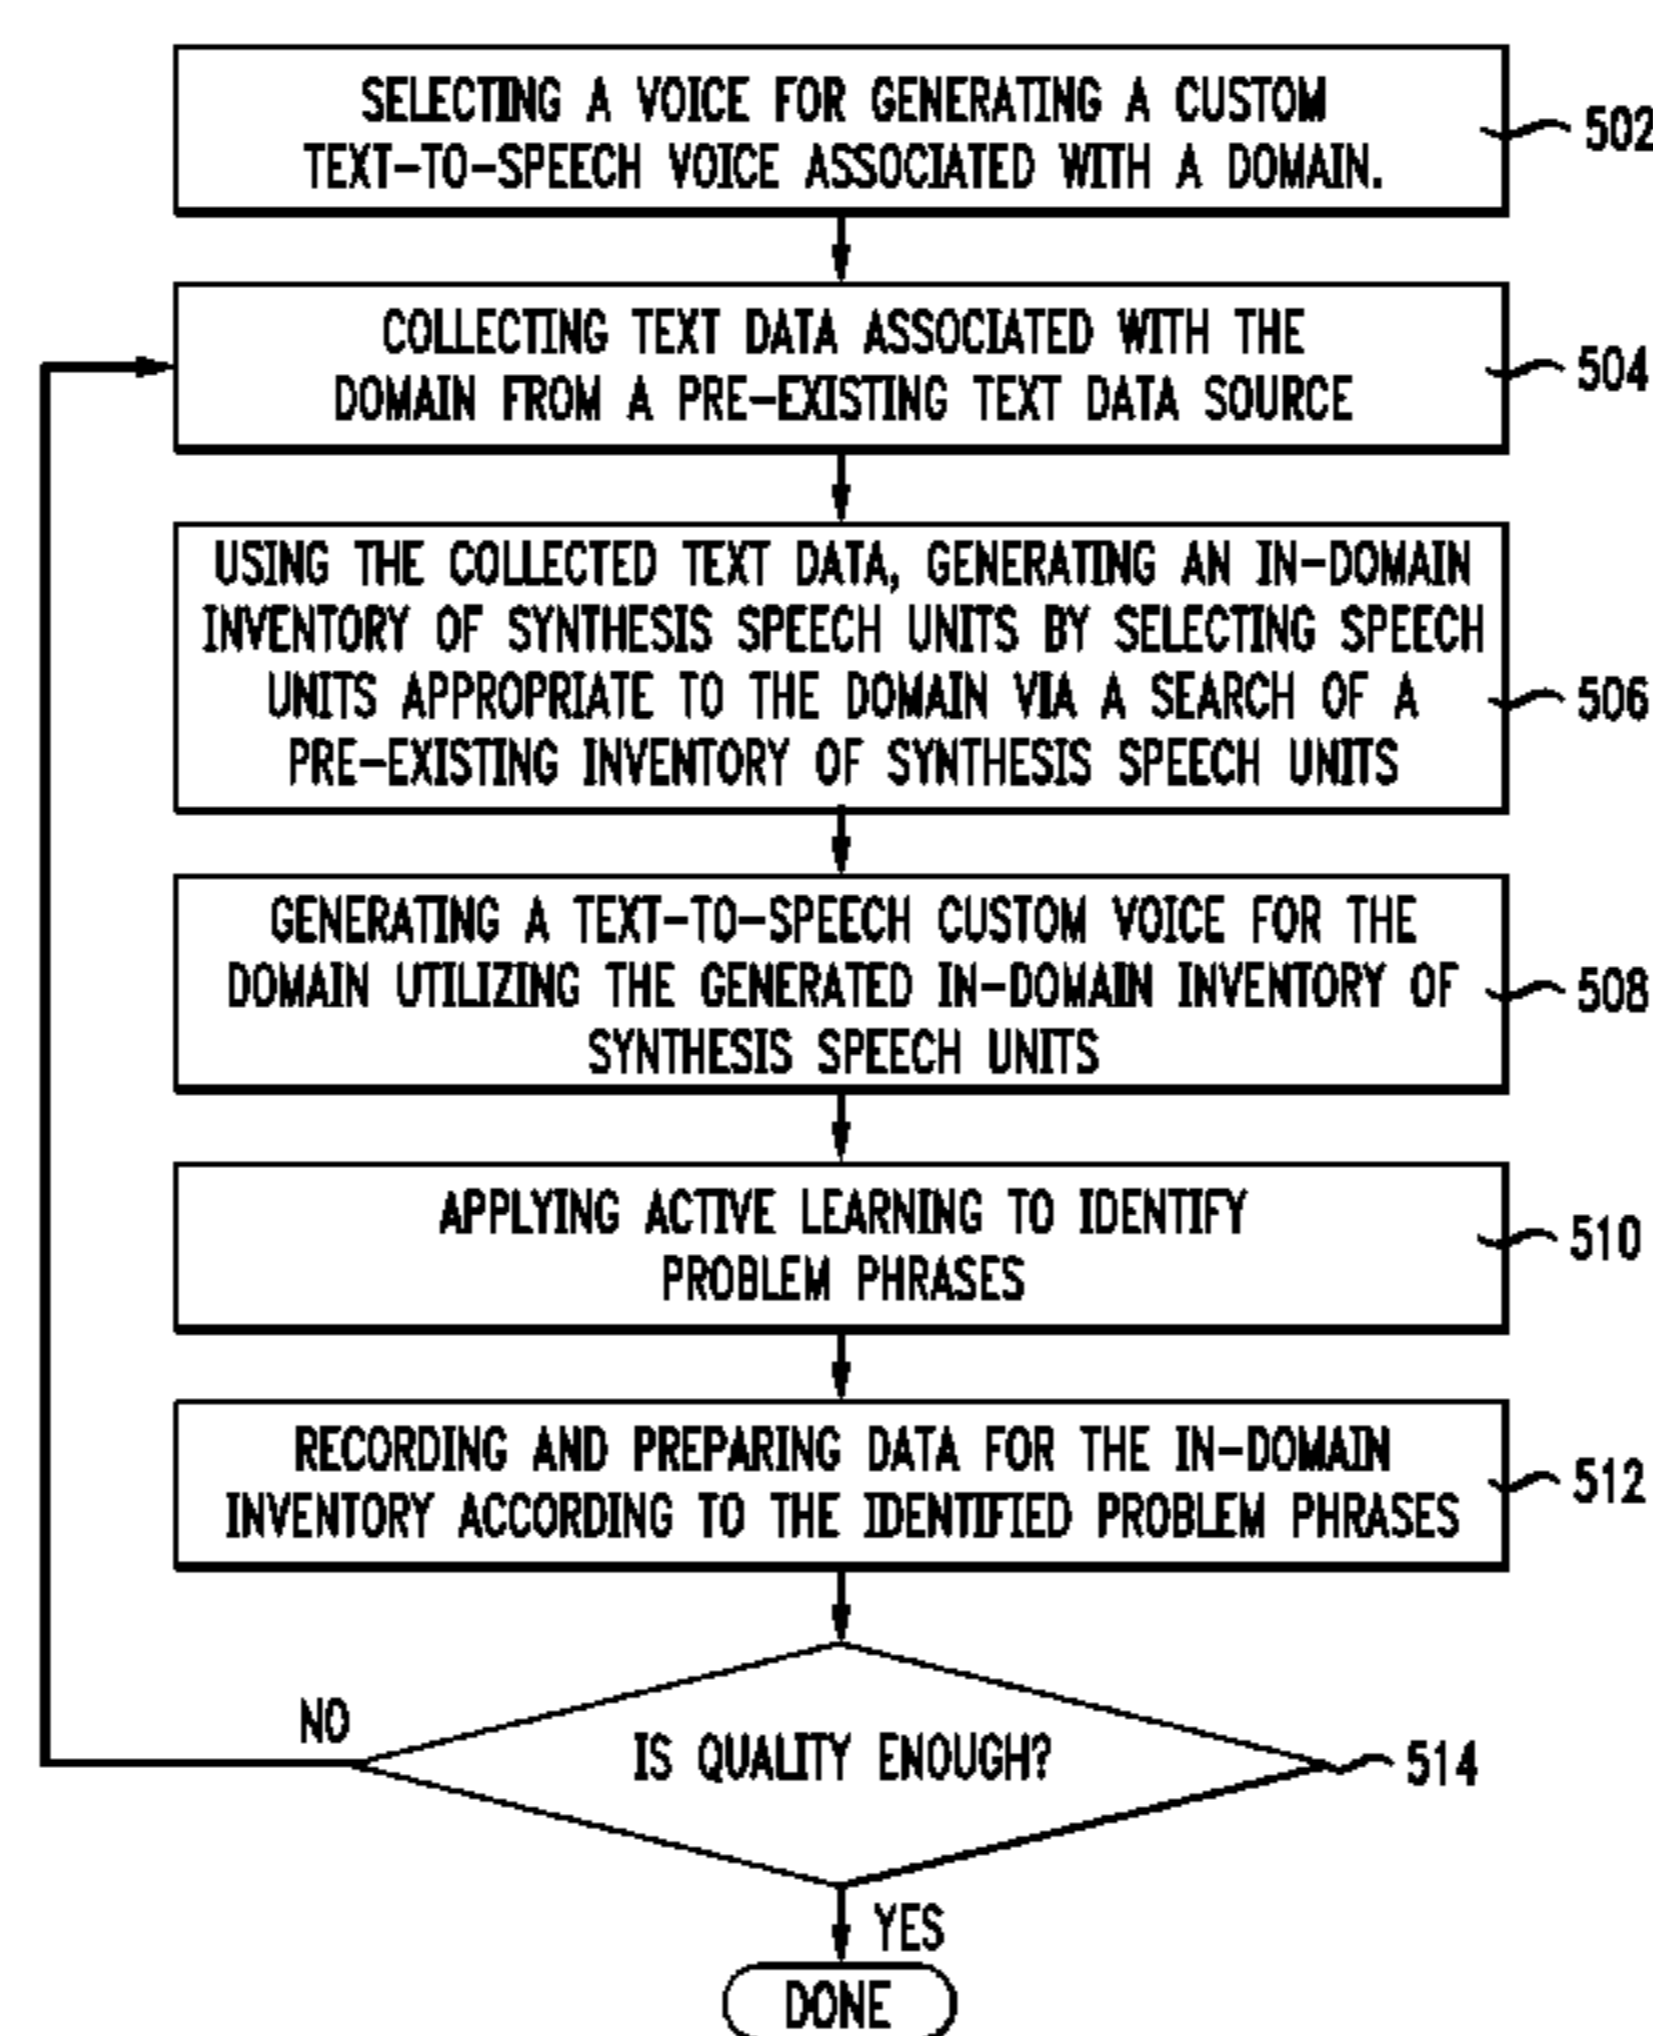 SELECTING A VOICE FOR GENERATING A CUSTOM
TEXT-TO-SPEECH VOICE ASSOCIATED WITH A DOMAIN.
502
COLLECTING TEXT DATA ASSOCIATED WITH THE
DOMAIN FROM A PRE-EXISTING TEXT DATA SOURCE
504
USING THE COLLECTED TEXT DATA, GENERATING AN IN-DOMAIN
INVENTORY OF SYNTHESIS SPEECH UNITS BY SELECTING SPEECH
UNITS APPROPRIATE TO THE DOMAIN VIA A SEARCH OF A
PRE-EXISTING INVENTORY OF SYNTHESIS SPEECH UNITS
506
GENERATING A TEXT-TO-SPEECH CUSTOM VOICE FOR THE
DOMAIN UTILIZING THE GENERATED IN-DOMAIN INVENTORY OF
SYNTHESIS SPEECH UNITS
508
APPLYING ACTIVE LEARNING TO IDENTIFY
PROBLEM PHRASES
510
RECORDING AND PREPARING DATA FOR THE IN-DOMAIN
INVENTORY ACCORDING TO THE IDENTIFIED PROBLEM PHRASES
512
NO
IS QUALITY ENOUGH?
514
YES
DONE